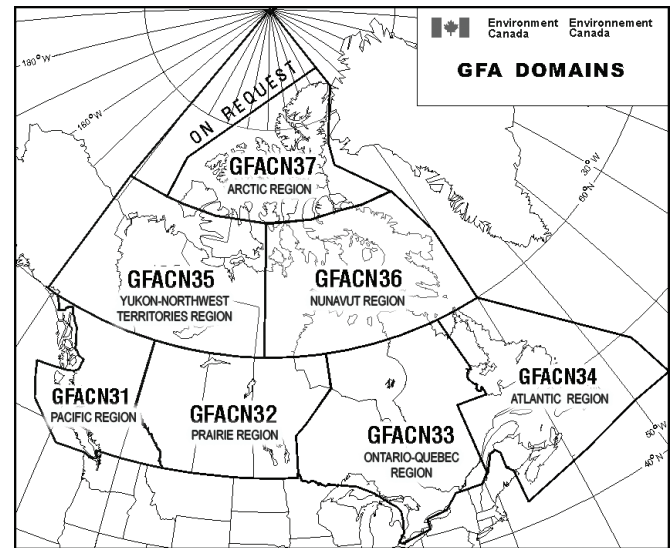 Environment Environnement
Canada Canada
GFA DOMAINS
180°W
160°W
ON REQUEST
GFACN37
ARCTIC REGION
30°W
60°N
GFACN35
YUKON-NORTHWEST
TERRITORIES REGION
GFACN36
NUNAVUT REGION
GFACN31
PACIFIC REGION
GFACN32
PRAIRIE REGION
GFACN33
ONTARIO-QUEBEC
REGION
GFACN34
ATLANTIC REGION
50°W
40°N